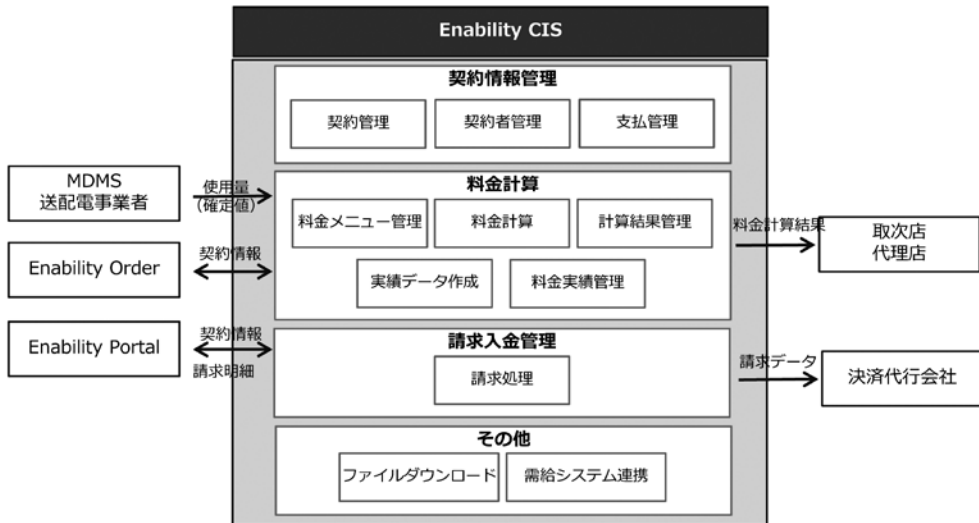 Enability CIS
契約情報管理
契約管理
契約者管理
支払管理
MDMS
送配電事業者
使用量
(確定値)
料金計算
料金メニュー管理
料金計算
計算結果管理
実績データ作成
料金実績管理
料金計算結果
取次店
代理店
Enability Order
契約情報
Enability Portal
契約情報
請求明細
請求入金管理
請求処理
請求データ
決済代行会社
その他
ファイルダウンロード
需給システム連携